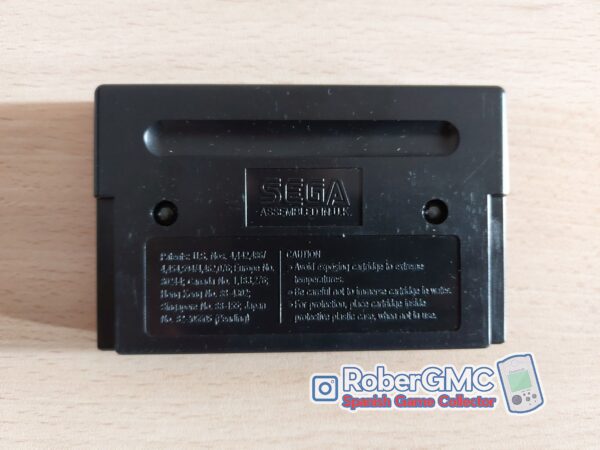 SEGA
ASSEMBLED IN U.K.
Patents: U.S. Nos. 4,442,486/
4,454,594/4,462,076; Europe No.
80244; Canada No. 1,183,276;
Hong Kong No. 88-4302;
Singapore No. 88-155; Japan
No. (Pending)
CAUTION
• Avoid exposing cartridge to extreme
temperatures.
• Be careful not to immerse cartridge in water.
• For protection, place cartridge inside
protective plastic case, when not in use.
RoberGMC
Spanish Game Collector